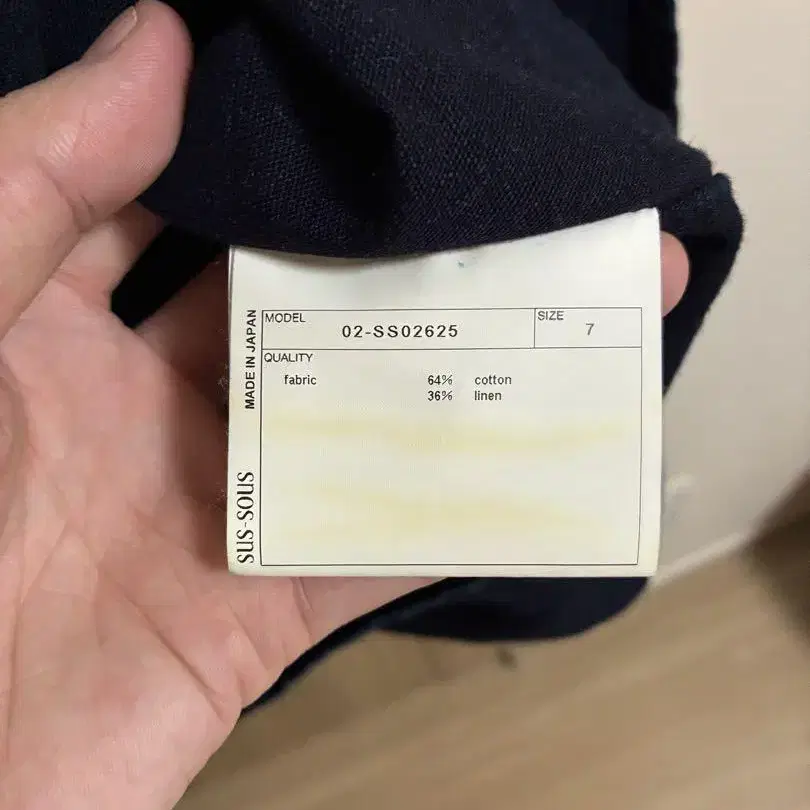 MODEL 02-SS02625 SIZE 7
QUALITY
fabric 64% cotton
36% linen
MADE IN JAPAN
SUS-SOUS